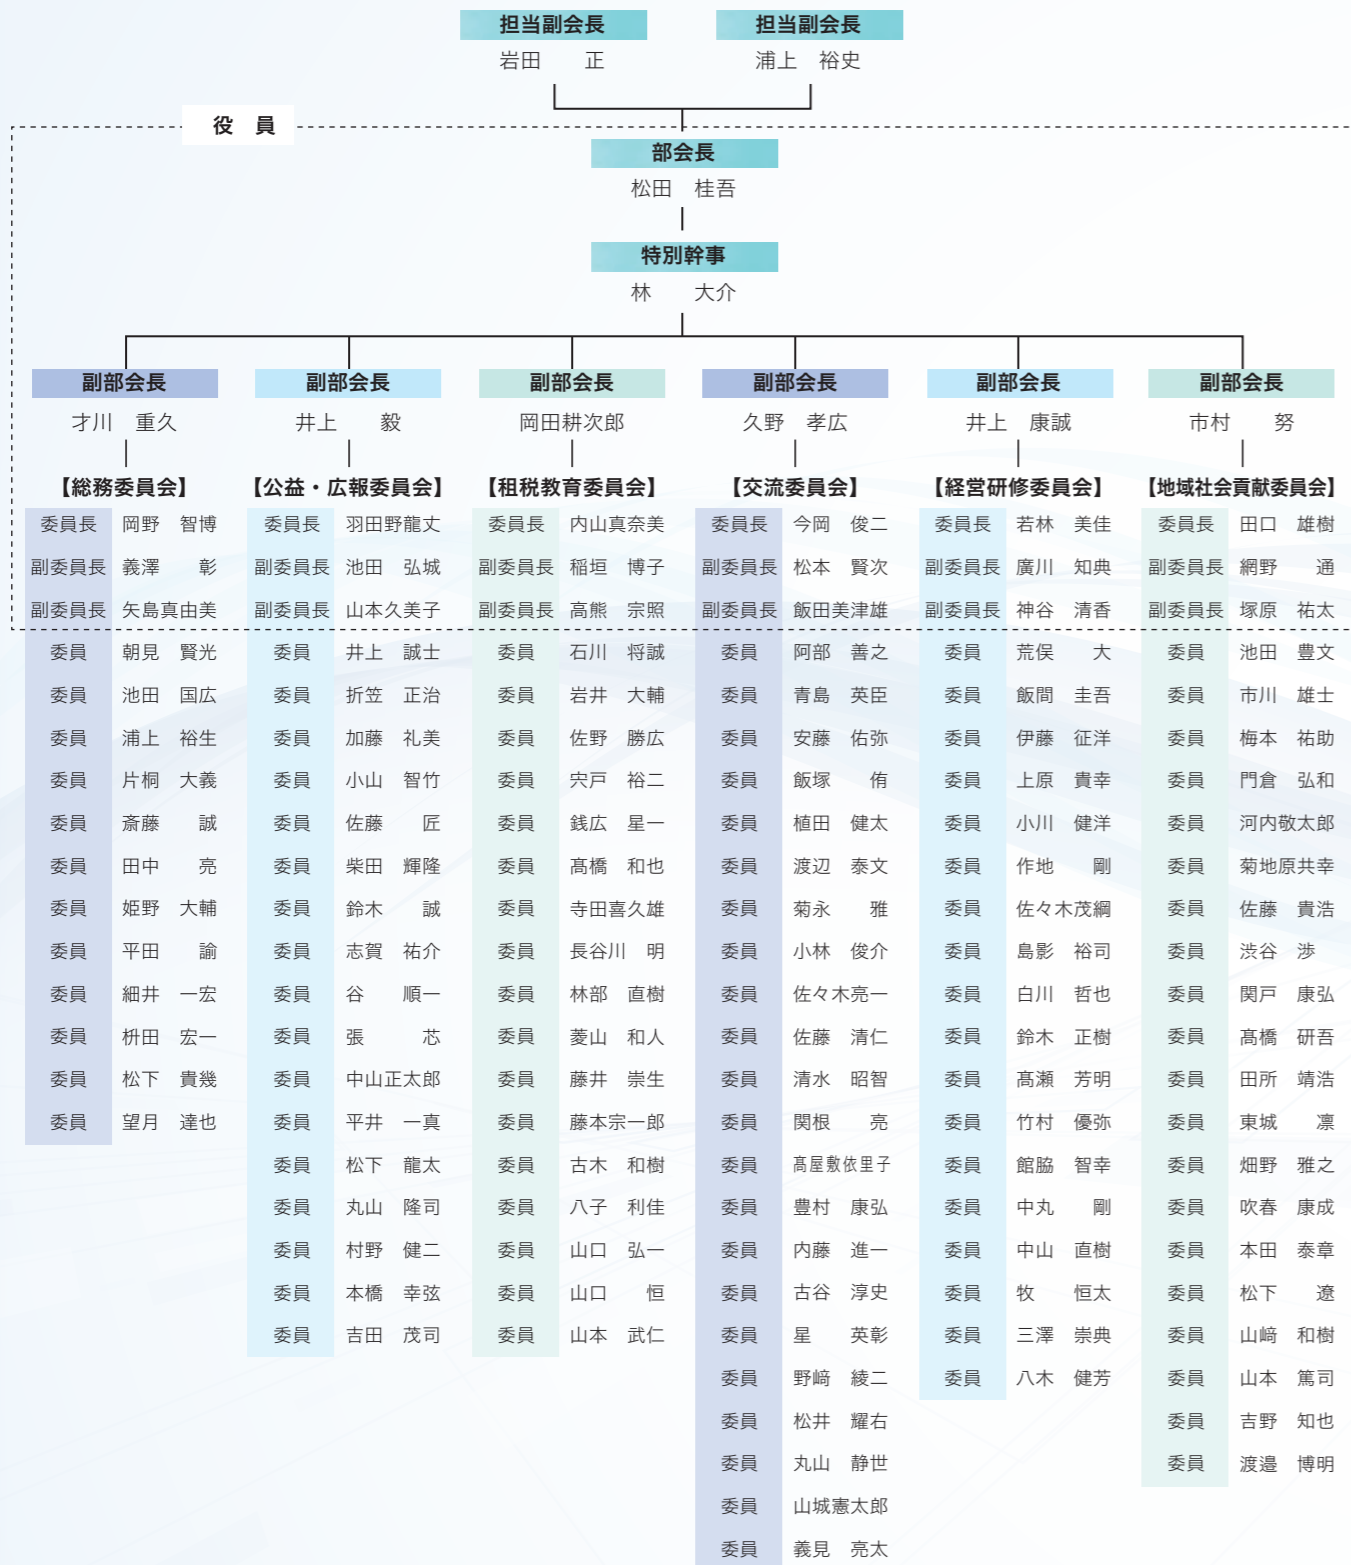 担当副会長
岩田　　正
担当副会長
浦上　裕史
役　員
部会長
松田　桂吾
特別幹事
林　　大介
副部会長
才川　重久
【総務委員会】
委員長 岡野　智博
副委員長 義澤　　彰
副委員長 矢島真由美
委員 朝見　賢光
委員 池田　国広
委員 浦上　裕生
委員 片桐　大義
委員 斎藤　　誠
委員 田中　　亮
委員 姫野　大輔
委員 平田　　諭
委員 細井　一宏
委員 枡田　宏一
委員 松下　貴幾
委員 望月　達也
副部会長
井上　　毅
【公益・広報委員会】
委員長 羽田野龍丈
副委員長 池田　弘城
副委員長 山本久美子
委員 井上　誠士
委員 折笠　正治
委員 加藤　礼美
委員 小山　智竹
委員 佐藤　　匠
委員 柴田　輝隆
委員 鈴木　　誠
委員 志賀　祐介
委員 谷　　順一
委員 張　　　芯
委員 中山正太郎
委員 平井　一真
委員 松下　龍太
委員 丸山　隆司
委員 村野　健二
委員 本橋　幸弦
委員 吉田　茂司
副部会長
岡田耕次郎
【租税教育委員会】
委員長 内山真奈美
副委員長 稲垣　博子
副委員長 高熊　宗照
委員 石川　将誠
委員 岩井　大輔
委員 佐野　勝広
委員 宍戸　裕二
委員 銭広　星一
委員 髙橋　和也
委員 寺田喜久雄
委員 長谷川　明
委員 林部　直樹
委員 菱山　和人
委員 藤井　崇生
委員 藤本宗一郎
委員 古木　和樹
委員 八子　利佳
委員 山口　弘一
委員 山口　　恒
委員 山本　武仁
副部会長
久野　孝広
【交流委員会】
委員長 今岡　俊二
副委員長 松本　賢次
副委員長 飯田美津雄
委員 阿部　善之
委員 青島　英臣
委員 安藤　佑弥
委員 飯塚　　侑
委員 植田　健太
委員 渡辺　泰文
委員 菊永　　雅
委員 小林　俊介
委員 佐々木亮一
委員 佐藤　清仁
委員 清水　昭智
委員 関根　　亮
委員 髙屋敷依里子
委員 豊村　康弘
委員 内藤　進一
委員 古谷　淳史
委員 星　　英彰
委員 野﨑　綾二
委員 松井　耀右
委員 丸山　静世
委員 山城憲太郎
委員 義見　亮太
副部会長
井上　康誠
【経営研修委員会】
委員長 若林　美佳
副委員長 廣川　知典
副委員長 神谷　清香
委員 荒俣　　大
委員 飯間　圭吾
委員 伊藤　征洋
委員 上原　貴幸
委員 小川　健洋
委員 作地　　剛
委員 佐々木茂綱
委員 島影　裕司
委員 白川　哲也
委員 鈴木　正樹
委員 髙瀬　芳明
委員 竹村　優弥
委員 館脇　智幸
委員 中丸　　剛
委員 中山　直樹
委員 牧　　恒太
委員 三澤　崇典
委員 八木　健芳
副部会長
市村　　努
【地域社会貢献委員会】
委員長 田口　雄樹
副委員長 網野　　通
副委員長 塚原　祐太
委員 池田　豊文
委員 市川　雄士
委員 梅本　祐助
委員 門倉　弘和
委員 河内敬太郎
委員 菊地原共幸
委員 佐藤　貴浩
委員 渋谷　渉
委員 関戸　康弘
委員 髙橋　研吾
委員 田所　靖浩
委員 東城　　凛
委員 畑野　雅之
委員 吹春　康成
委員 本田　泰章
委員 松下　　遼
委員 山﨑　和樹
委員 山本　篤司
委員 吉野　知也
委員 渡邉　博明